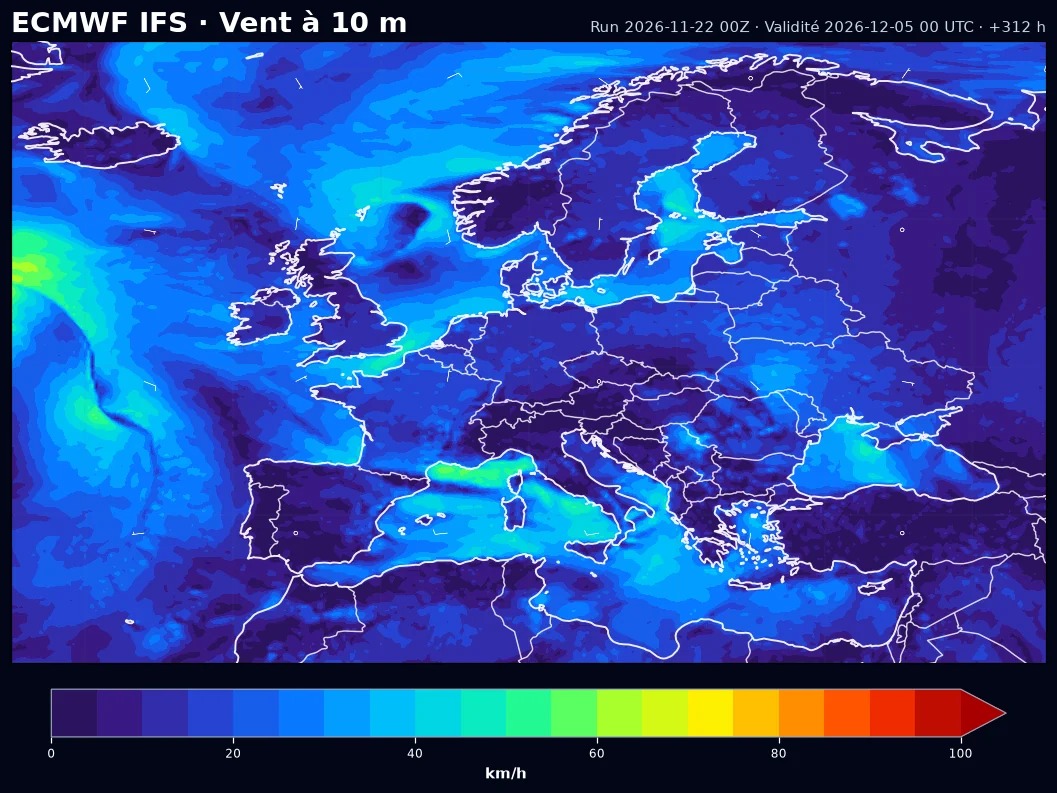 ECMWF IFS · Vent à 10 m
Run 2026-11-22 00Z · Validité 2026-12-05 00 UTC · +312 h
0 20 40 60 80 100
km/h